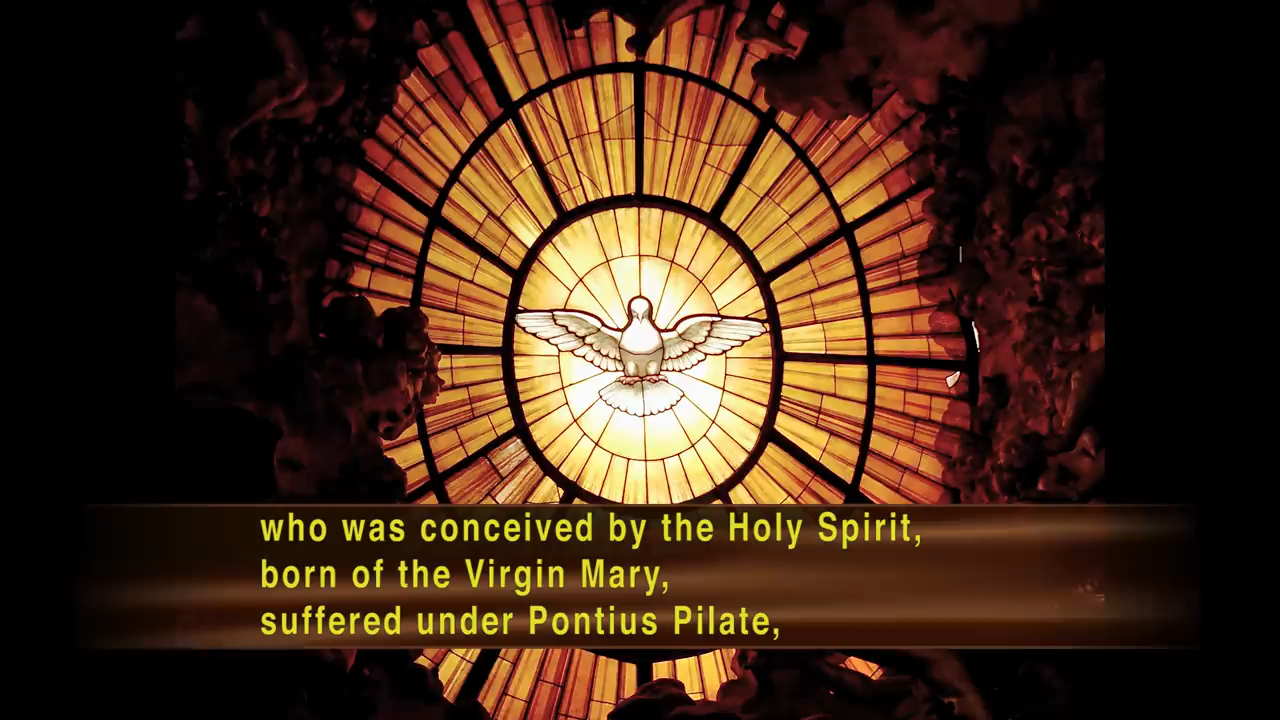 who was conceived by the Holy Spirit,
born of the Virgin Mary,
suffered under Pontius Pilate,